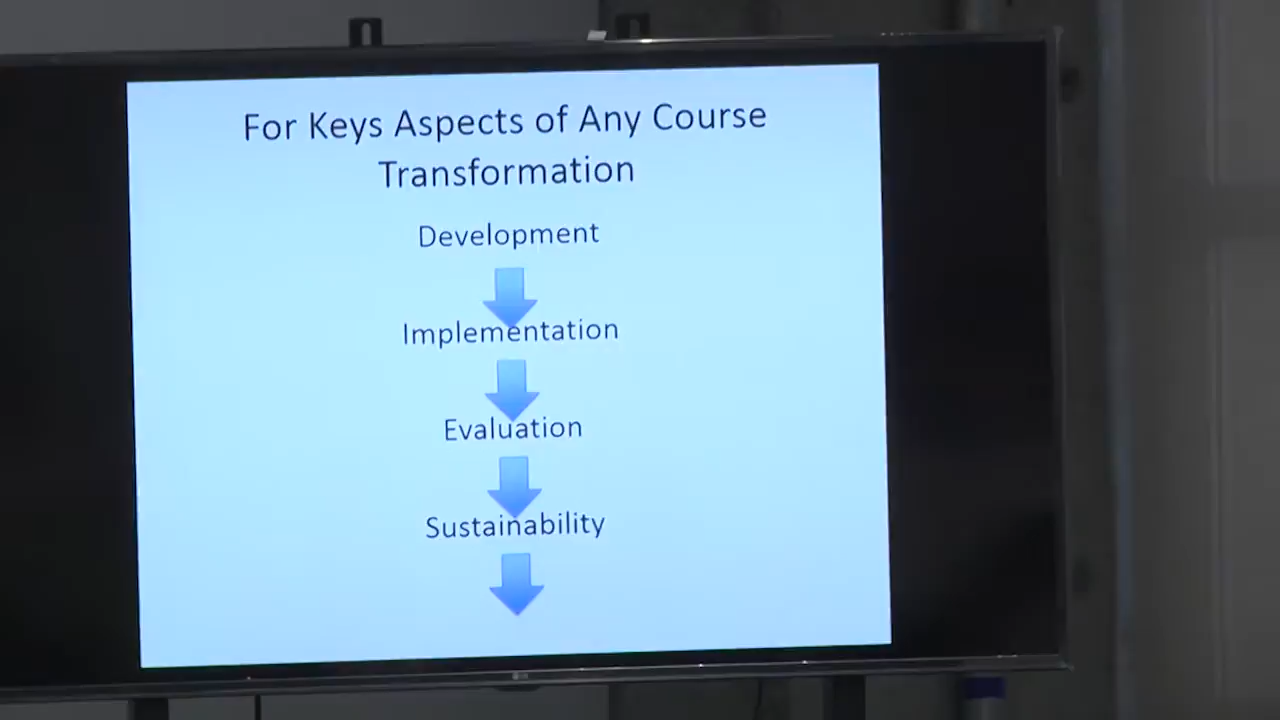 For Keys Aspects of Any Course
Transformation
Development
Implementation
Evaluation
Sustainability